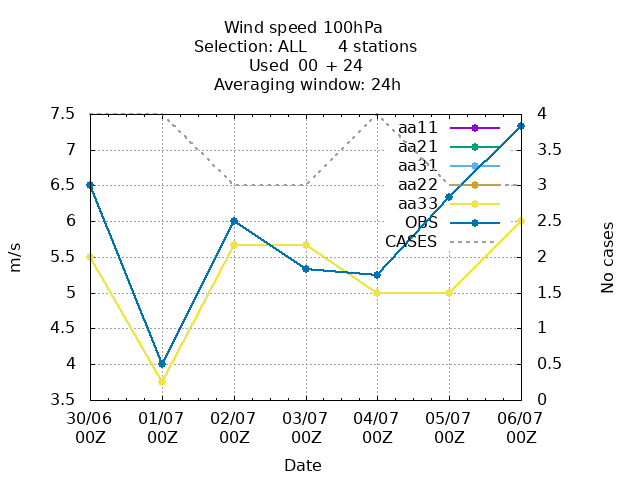 Wind speed 100hPa
Selection: ALL      4 stations
Used  00  + 24
Averaging window: 24h
7.5
7
6.5
6
5.5
5
4.5
4
3.5
m/s
4
3.5
3
2.5
2
1.5
1
0.5
0
No cases
aa11
aa21
aa31
aa22
aa33
OBS
CASES
30/06 01/07 02/07 03/07 04/07 05/07 06/07
00Z 00Z 00Z 00Z 00Z 00Z 00Z
Date